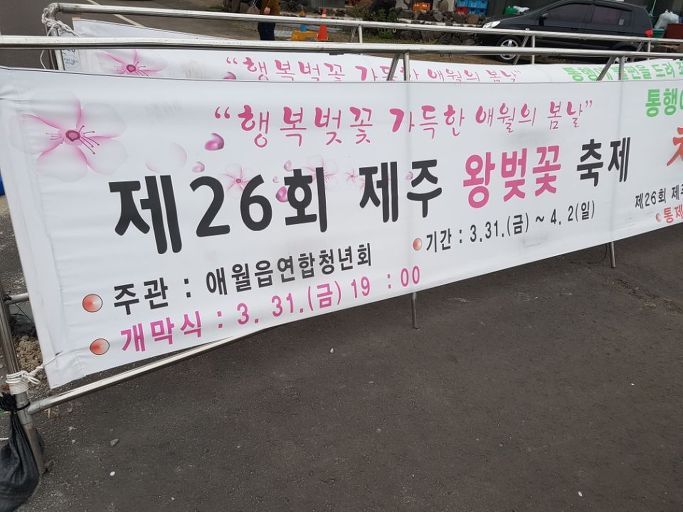 “행복벚꽃 가득한 애월의 봄날”
제26회 제주 왕벚꽃 축제
주관 : 애월읍연합청년회
기간 : 3.31.(금) ~ 4. 2(일)
개막식 : 3. 31.(금) 19 : 00
통행
제26회 제주
통제